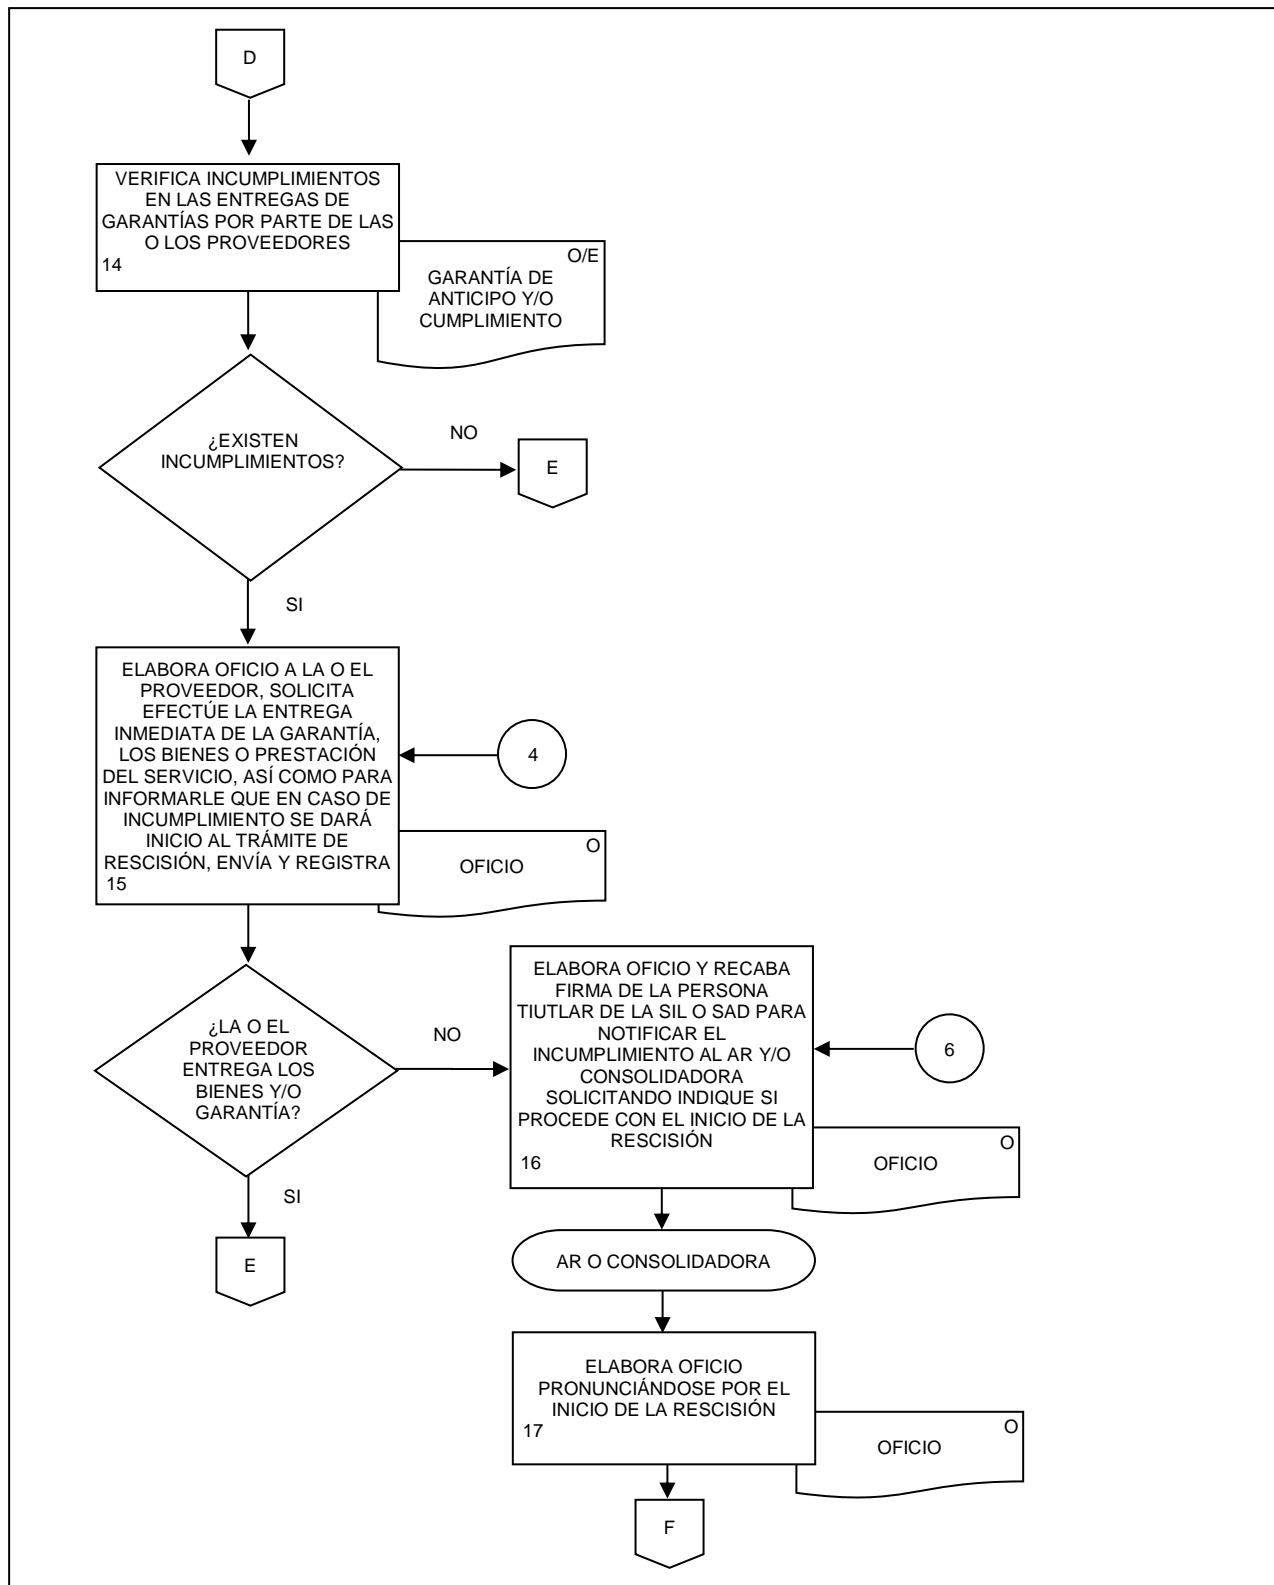 D
VERIFICA INCUMPLIMIENTOS
EN LAS ENTREGAS DE
GARANTÍAS POR PARTE DE LAS
O LOS PROVEEDORES
14
O/E
GARANTÍA DE
ANTICIPO Y/O
CUMPLIMIENTO
¿EXISTEN
INCUMPLIMIENTOS?
NO
E
SI
ELABORA OFICIO A LA O EL
PROVEEDOR, SOLICITA
EFECTÚE LA ENTREGA
INMEDIATA DE LA GARANTÍA,
LOS BIENES O PRESTACIÓN
DEL SERVICIO, ASÍ COMO PARA
INFORMARLE QUE EN CASO DE
INCUMPLIMIENTO SE DARÁ
INICIO AL TRÁMITE DE
RESCISIÓN, ENVÍA Y REGISTRA
15
4
O
OFICIO
¿LA O EL
PROVEEDOR
ENTREGA LOS
BIENES Y/O
GARANTÍA?
NO
SI
E
ELABORA OFICIO Y RECABA
FIRMA DE LA PERSONA
TIUTLAR DE LA SIL O SAD PARA
NOTIFICAR EL
INCUMPLIMIENTO AL AR Y/O
CONSOLIDADORA
SOLICITANDO INDIQUE SI
PROCEDE CON EL INICIO DE LA
RESCISIÓN
16
6
O
OFICIO
AR O CONSOLIDADORA
ELABORA OFICIO
PRONUNCIÁNDOSE POR EL
INICIO DE LA RESCISIÓN
17
O
OFICIO
F